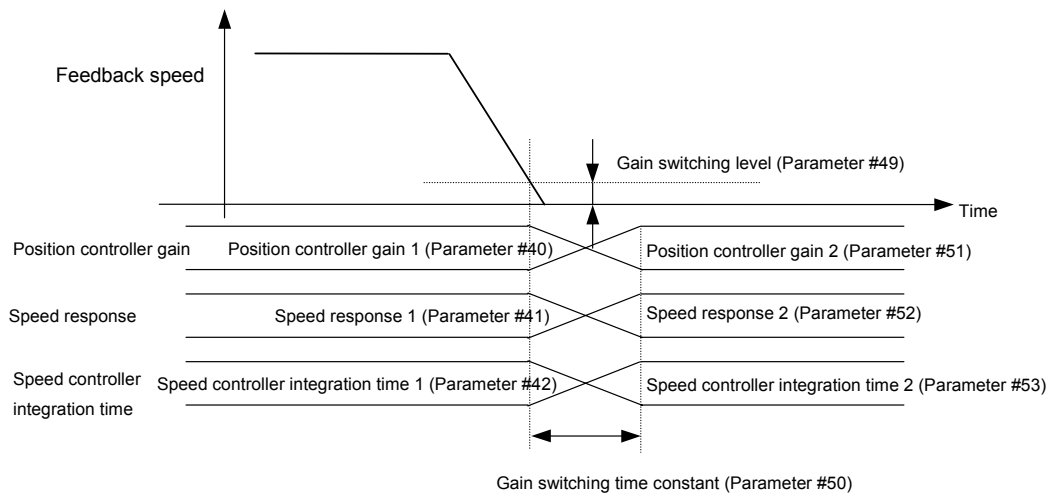 Feedback speed
Gain switching level (Parameter #49)
Time
Position controller gain
Position controller gain 1 (Parameter #40)
Position controller gain 2 (Parameter #51)
Speed response
Speed response 1 (Parameter #41)
Speed response 2 (Parameter #52)
Speed controller
integration time
Speed controller integration time 1 (Parameter #42)
Speed controller integration time 2 (Parameter #53)
Gain switching time constant (Parameter #50)